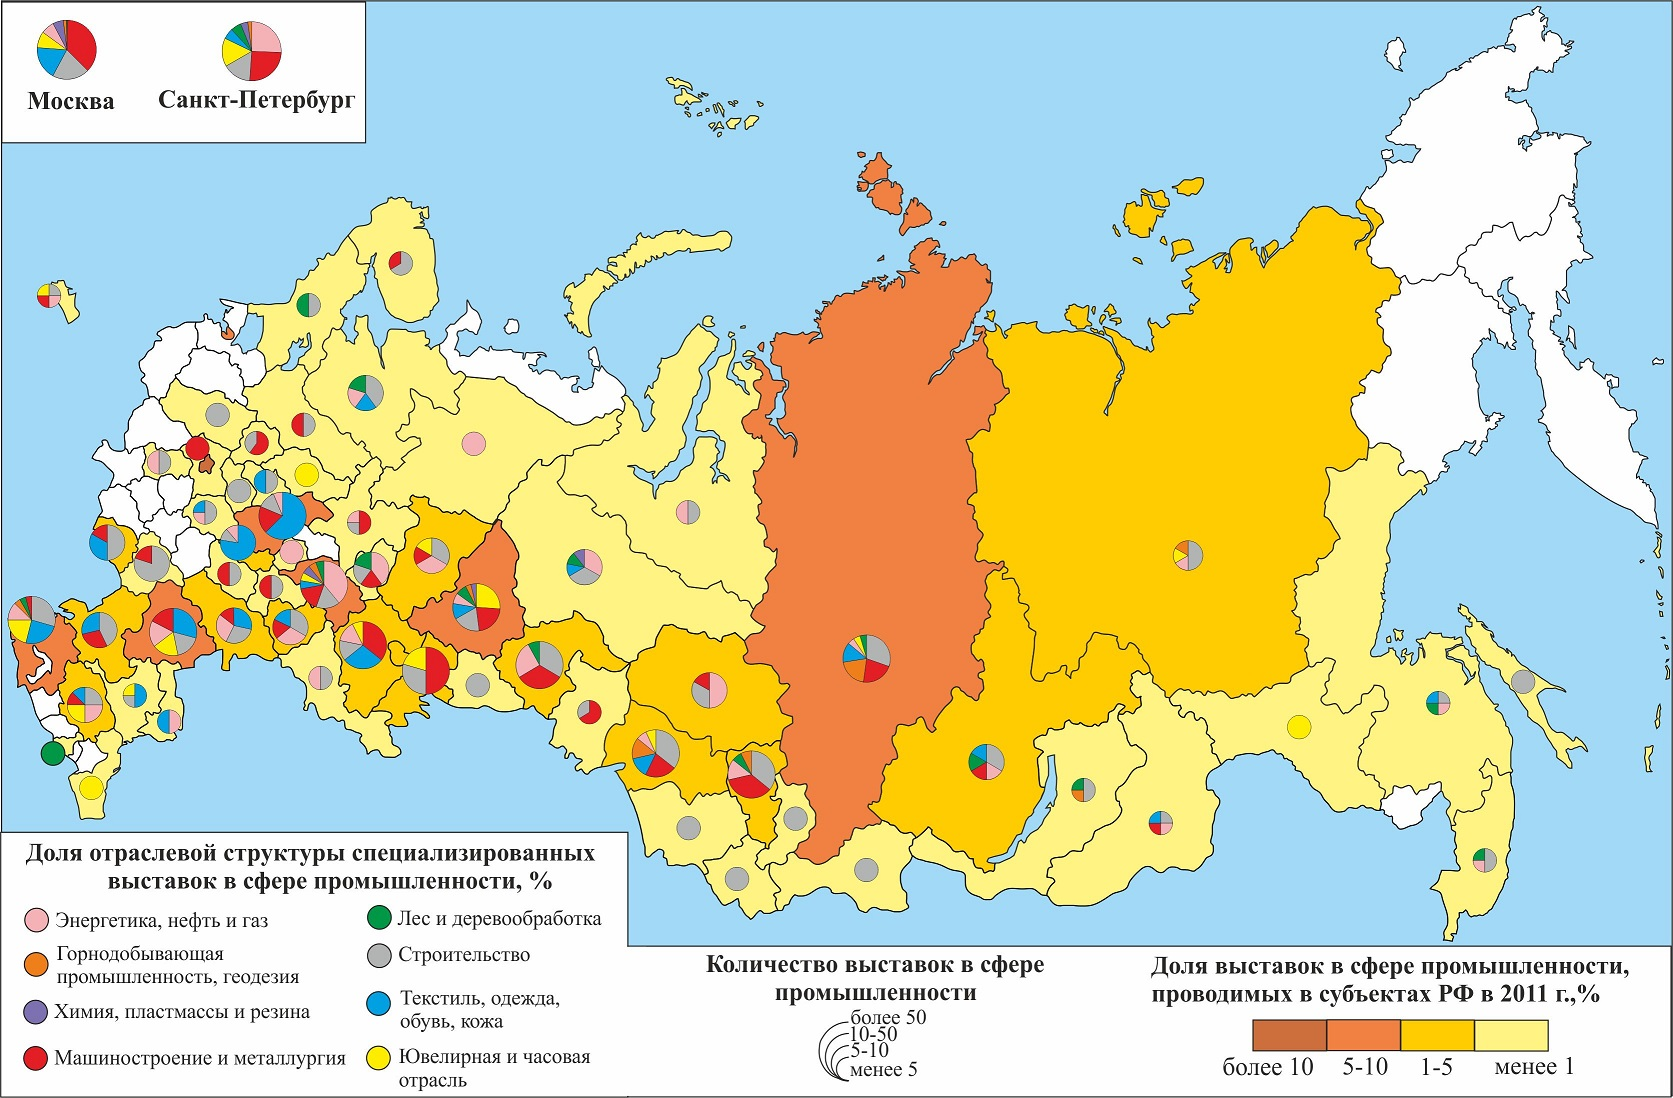 Москва
Санкт-Петербург
Доля отраслевой структуры специализированных
выставок в сфере промышленности, %
Энергетика, нефть и газ
Горнодобывающая
промышленность, геодезия
Химия, пластмассы и резина
Машиностроение и металлургия
Лес и деревообработка
Строительство
Текстиль, одежда,
обувь, кожа
Ювелирная и часовая
отрасль
Количество выставок в сфере
промышленности
более 50
10-50
5-10
менее 5
Доля выставок в сфере промышленности,
проводимых в субъектах РФ в 2011 г.,%
более 10
5-10
1-5
менее 1